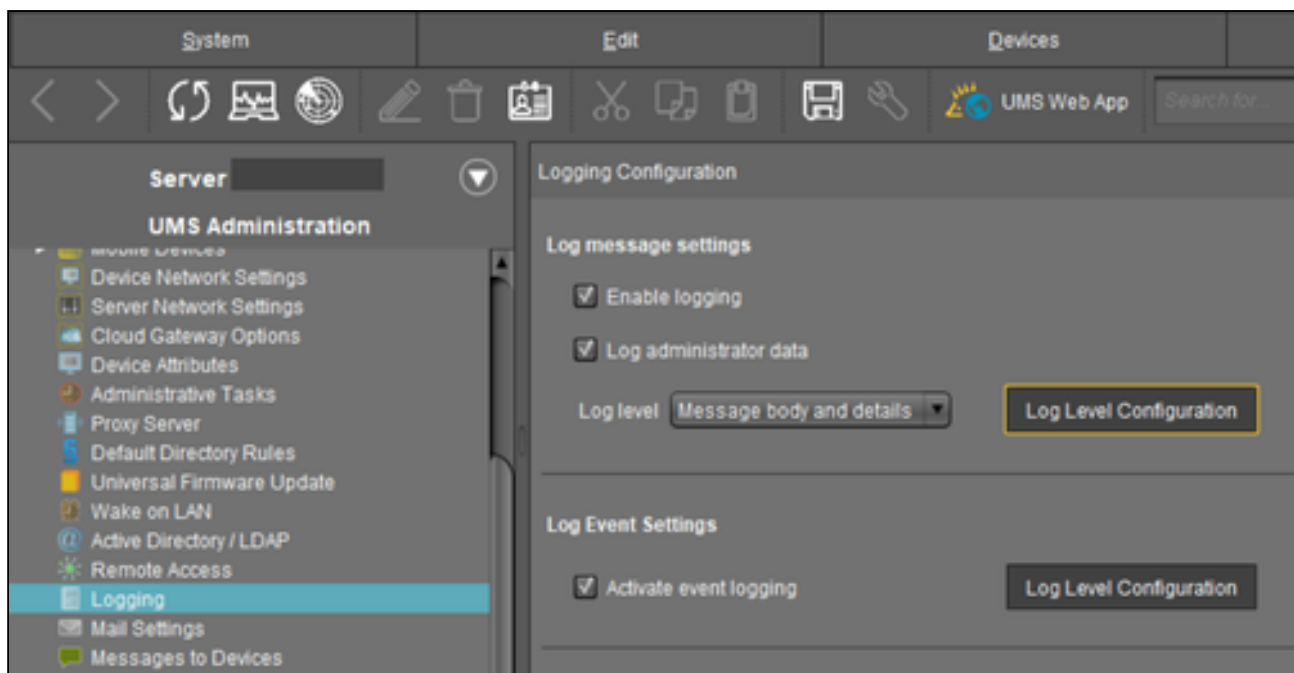 System
Edit
Devices
UMS Web App
Search for...
Server
UMS Administration
Mobile Devices
Device Network Settings
Server Network Settings
Cloud Gateway Options
Device Attributes
Administrative Tasks
Proxy Server
Default Directory Rules
Universal Firmware Update
Wake on LAN
Active Directory / LDAP
Remote Access
Logging
Mail Settings
Messages to Devices
Logging Configuration
Log message settings
Enable logging
Log administrator data
Log level Message body and details Log Level Configuration
Log Event Settings
Activate event logging Log Level Configuration